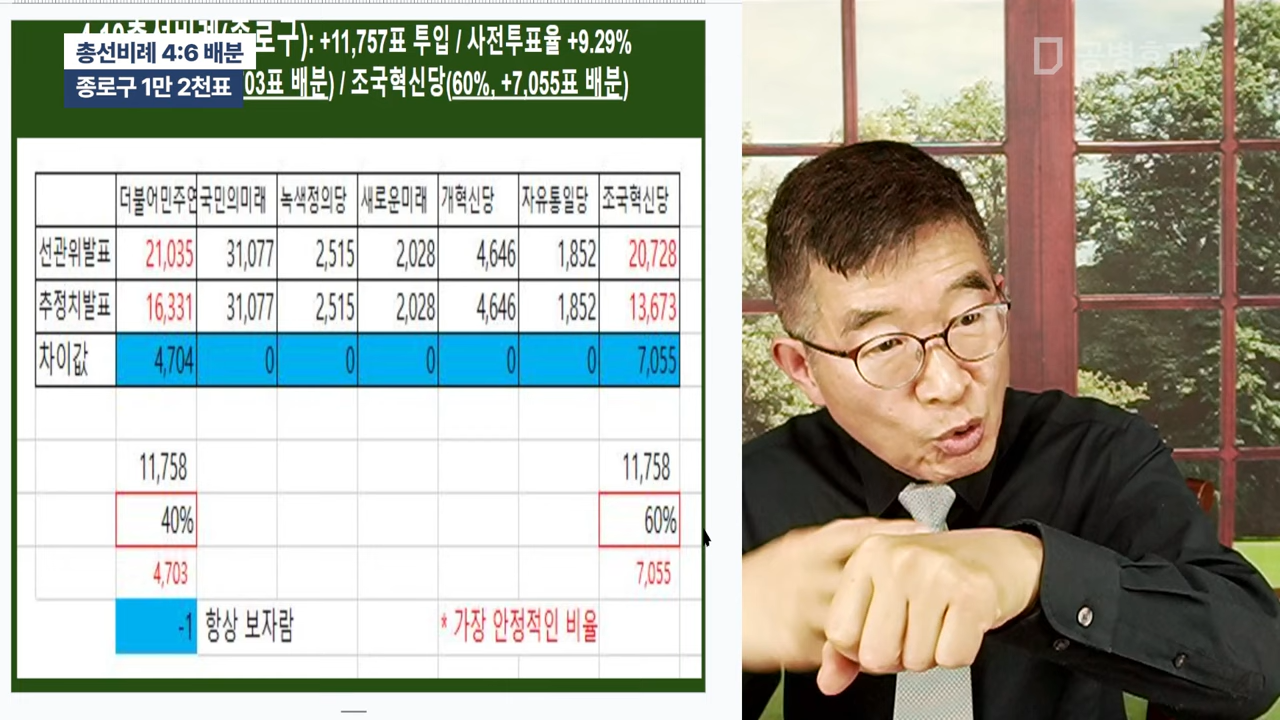 총선비례 4:6 배분
종로구 1만 2천표
로구): +11,757표 투입 / 사전투표율 +9.29%
03표 배분) / 조국혁신당(60%, +7,055표 배분)
공병호TV
더불어민주연 국민의미래 녹색정의당 새로운미래 개혁신당 자유통일당 조국혁신당
선관위발표 21,035 31,077 2,515 2,028 4,646 1,852 20,728
추정치발표 16,331 31,077 2,515 2,028 4,646 1,852 13,673
차이값 4,704 0 0 0 0 0 7,055
11,758 11,758
40% 60%
4,703 7,055
-1 항상 보자람 * 가장 안정적인 비율